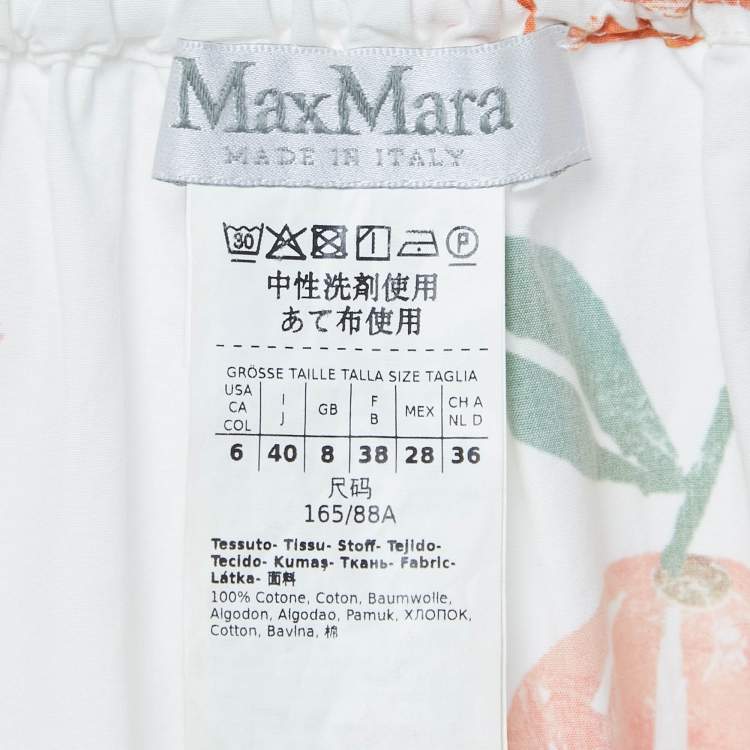 MaxMara
MADE IN ITALY
30 P
中性洗剤使用
あて布使用
GRÖSSE TAILLE TALLA SIZE TAGLIA
USA CA COL I J GB F B MEX CH A NL D
6 40 8 38 28 36
尺码
165/88A
Tessuto- Tissu- Stoff- Tejido-
Tecido- Kumaş- Ткань- Fabric-
Látka- 面料
100% Cotone, Coton, Baumwolle,
Algodon, Algodao, Pamuk, ХЛОПОК,
Cotton, Bavlna, 棉